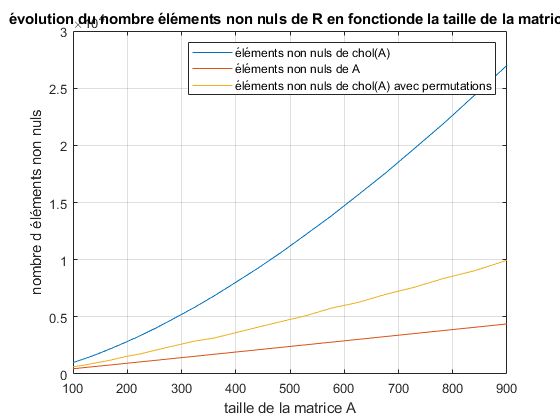 évolution du nombre éléments non nuls de R en fonctionde la taille de la matric
3
2.5
2
1.5
1
0.5
0
nombre d éléments non nuls
éléments non nuls de chol(A)
éléments non nuls de A
éléments non nuls de chol(A) avec permutations
100 200 300 400 500 600 700 800 900
taille de la matrice A